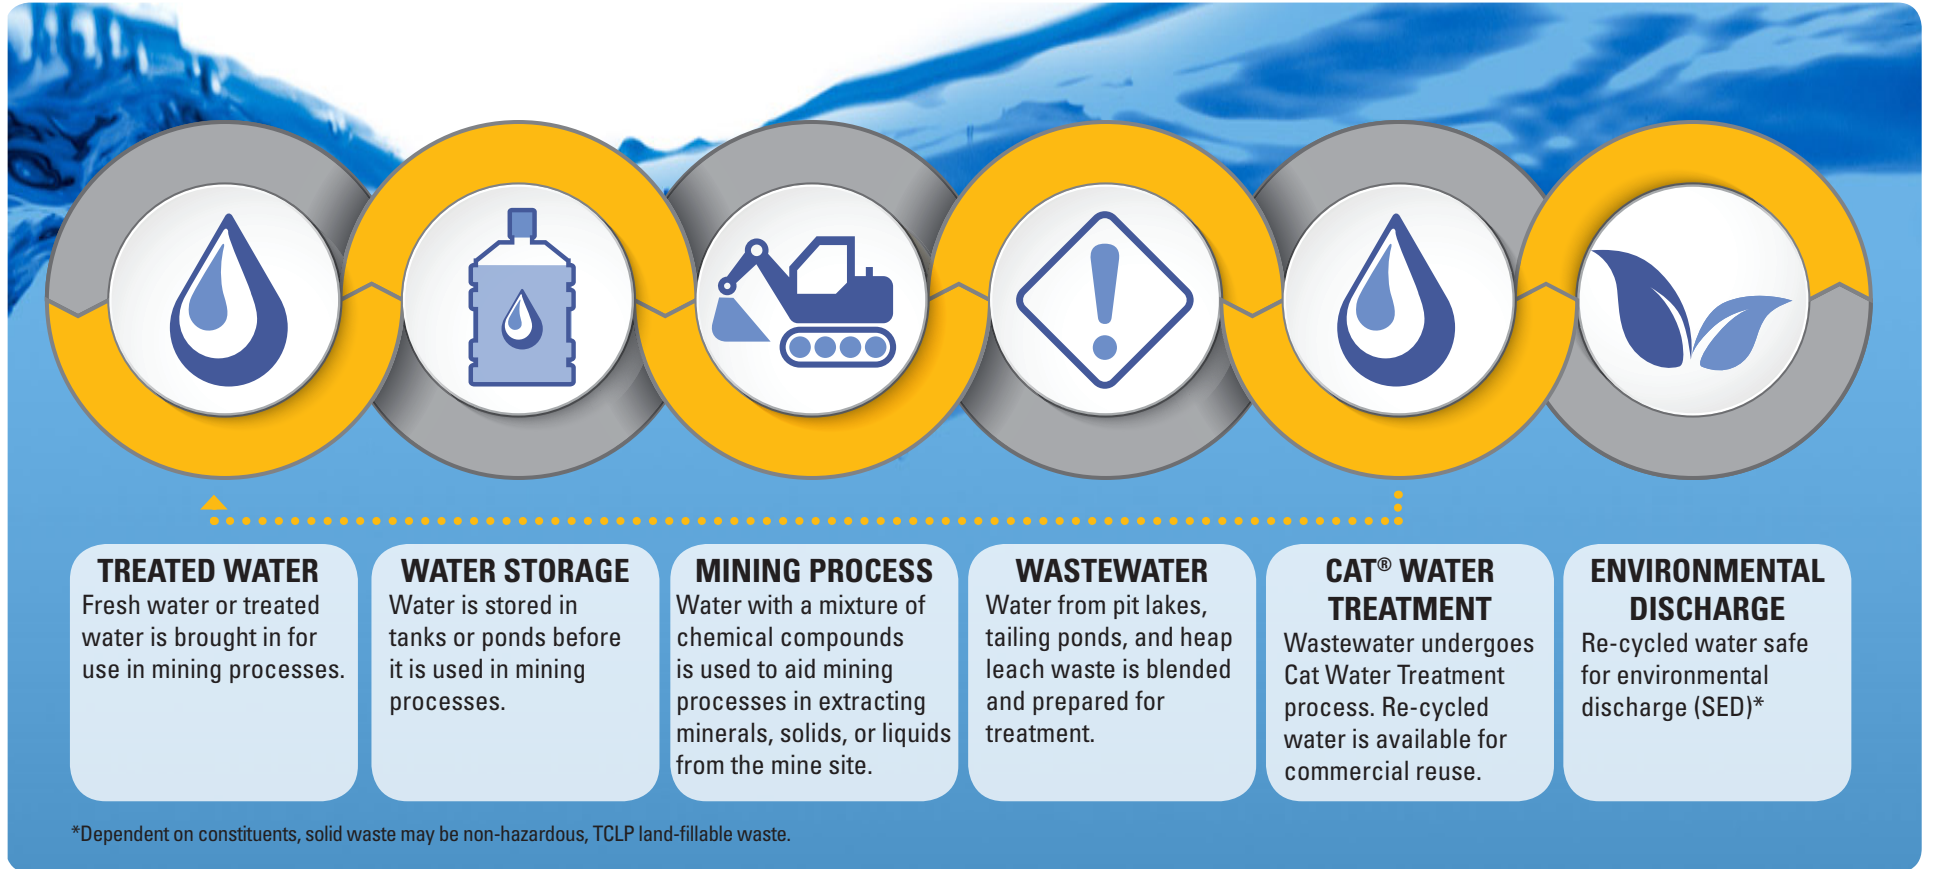 TREATED WATER
Fresh water or treated
water is brought in for
use in mining processes.
WATER STORAGE
Water is stored in
tanks or ponds before
it is used in mining
processes.
MINING PROCESS
Water with a mixture of
chemical compounds
is used to aid mining
processes in extracting
minerals, solids, or liquids
from the mine site.
WASTEWATER
Water from pit lakes,
tailing ponds, and heap
leach waste is blended
and prepared for
treatment.
CAT® WATER
TREATMENT
Wastewater undergoes
Cat Water Treatment
process. Re-cycled
water is available for
commercial reuse.
ENVIRONMENTAL
DISCHARGE
Re-cycled water safe
for environmental
discharge (SED)*
*Dependent on constituents, solid waste may be non-hazardous, TCLP land-fillable waste.